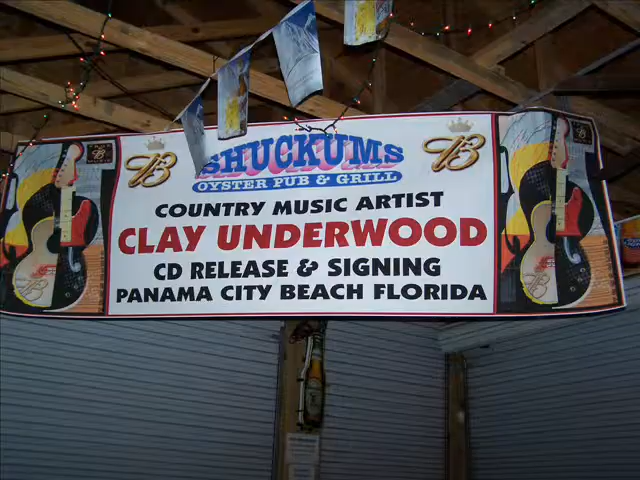 SHUCKUMS
OYSTER PUB & GRILL
COUNTRY MUSIC ARTIST
CLAY UNDERWOOD
CD RELEASE & SIGNING
PANAMA CITY BEACH FLORIDA